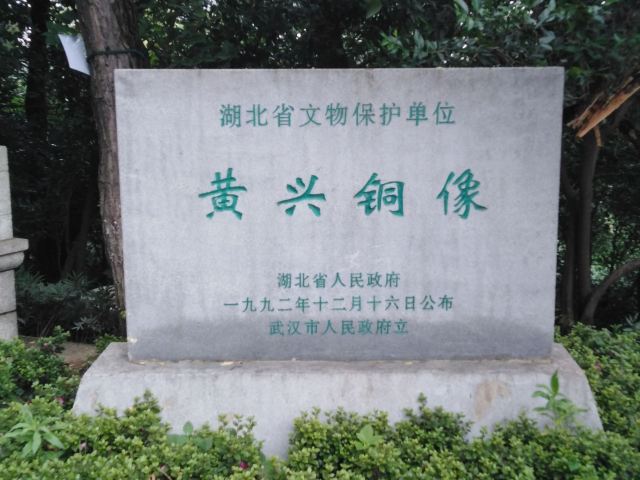 湖北省文物保护单位
黄兴铜像
湖北省人民政府
一九九二年十二月十六日公布
武汉市人民政府立